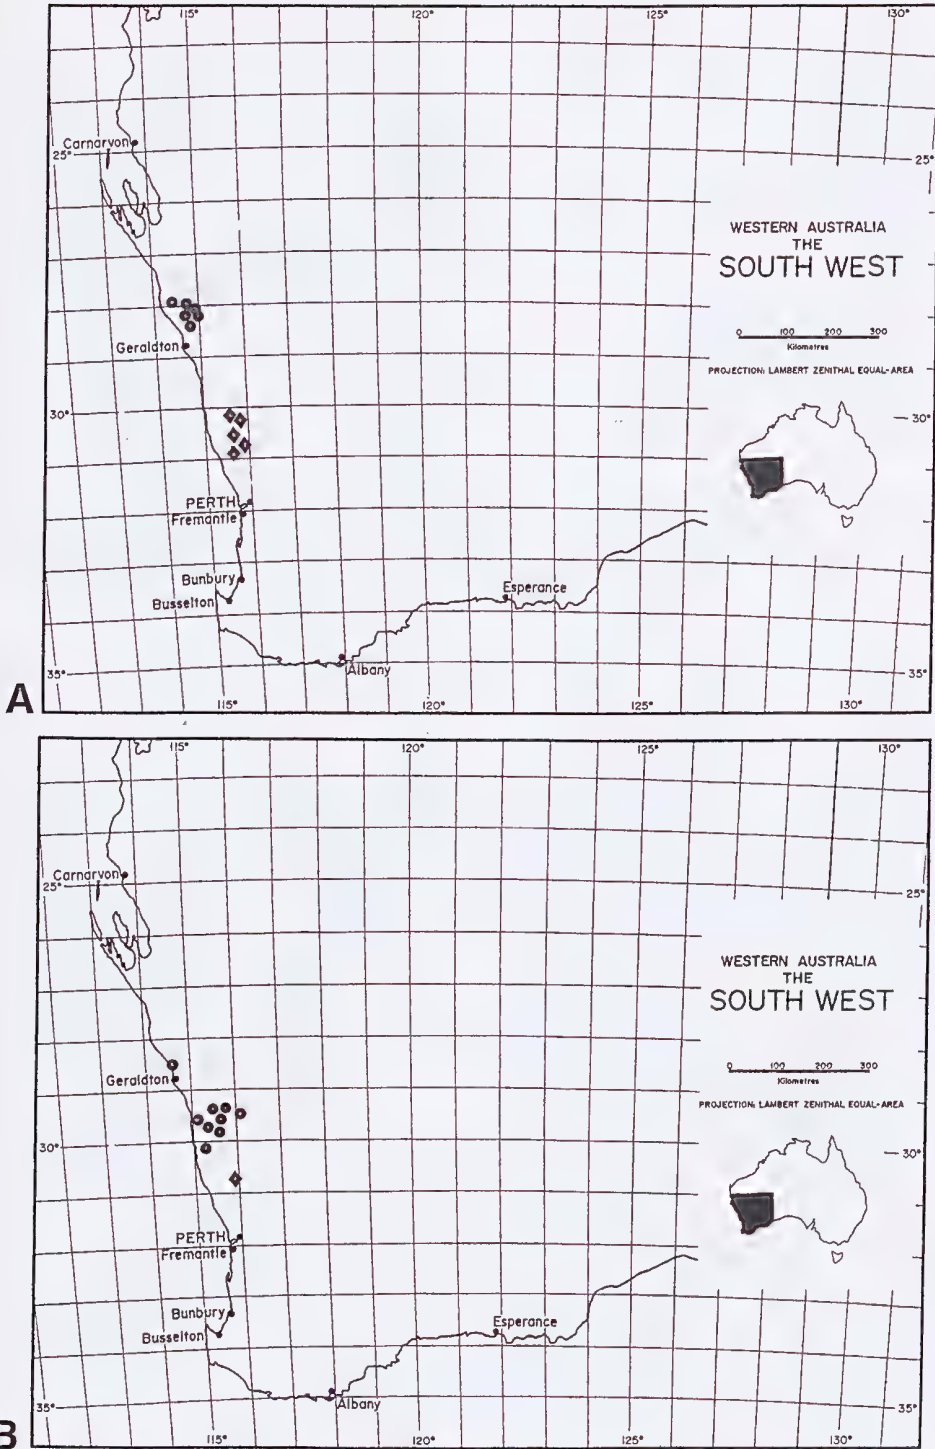 115° 120° 125° 130°
Carnarvon
25° 25°
WESTERN AUSTRALIA
THE
SOUTH WEST
0 100 200 300
Kilometres
PROJECTION: LAMBERT ZENITHAL EQUAL-AREA
Geraldton
30° 30°
PERTH
Fremantle
Bunbury
Busselton
Esperance
Albany
35° 35°
A
115° 120° 125° 130°
115° 120° 125° 130°
Carnarvon
25° 25°
WESTERN AUSTRALIA
THE
SOUTH WEST
0 100 200 300
Kilometres
PROJECTION: LAMBERT ZENITHAL EQUAL-AREA
Geraldton
30° 30°
PERTH
Fremantle
Bunbury
Busselton
Esperance
Albany
35° 35°
B
115° 120° 125° 130°